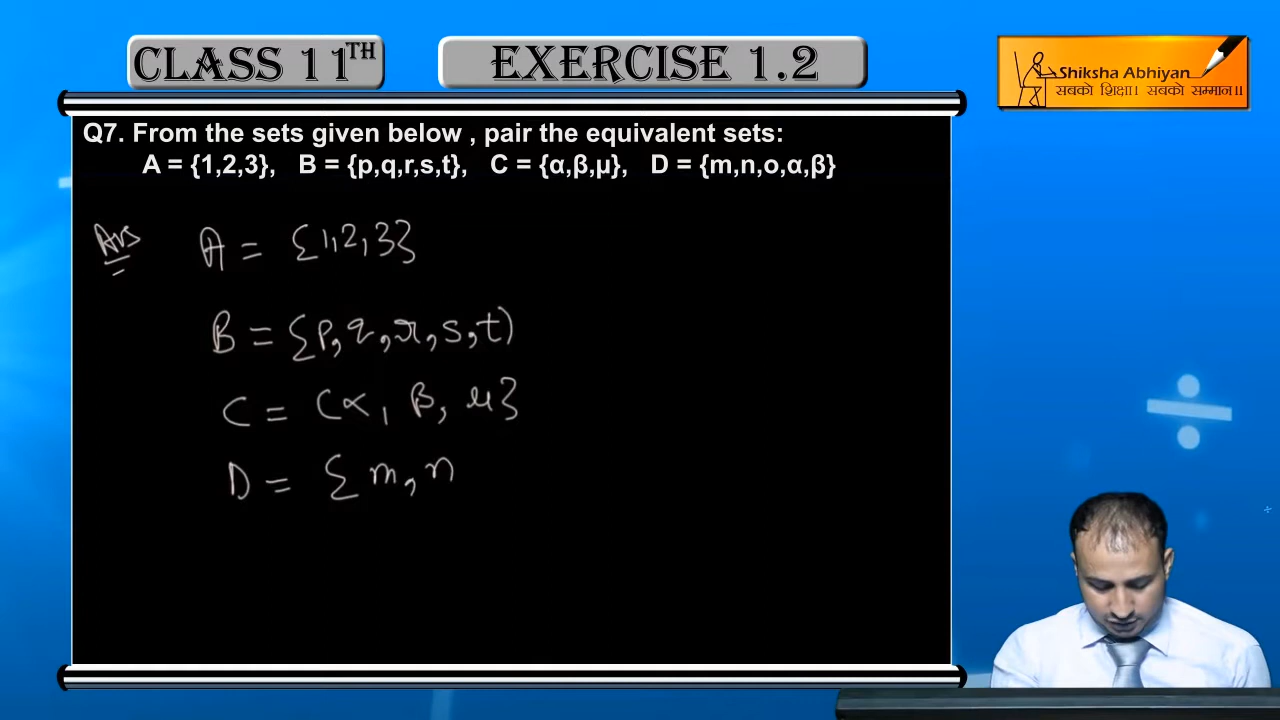 CLASS 11TH
EXERCISE 1.2
Shiksha Abhiyan
सबको शिक्षा। सबको सम्मान।।
Q7. From the sets given below , pair the equivalent sets:
A = {1,2,3}, B = {p,q,r,s,t}, C = {α,β,μ}, D = {m,n,o,α,β}
Ans A = {1,2,3}
B = {p,q,r,s,t)
C = (α, β, μ}
D = { m, n